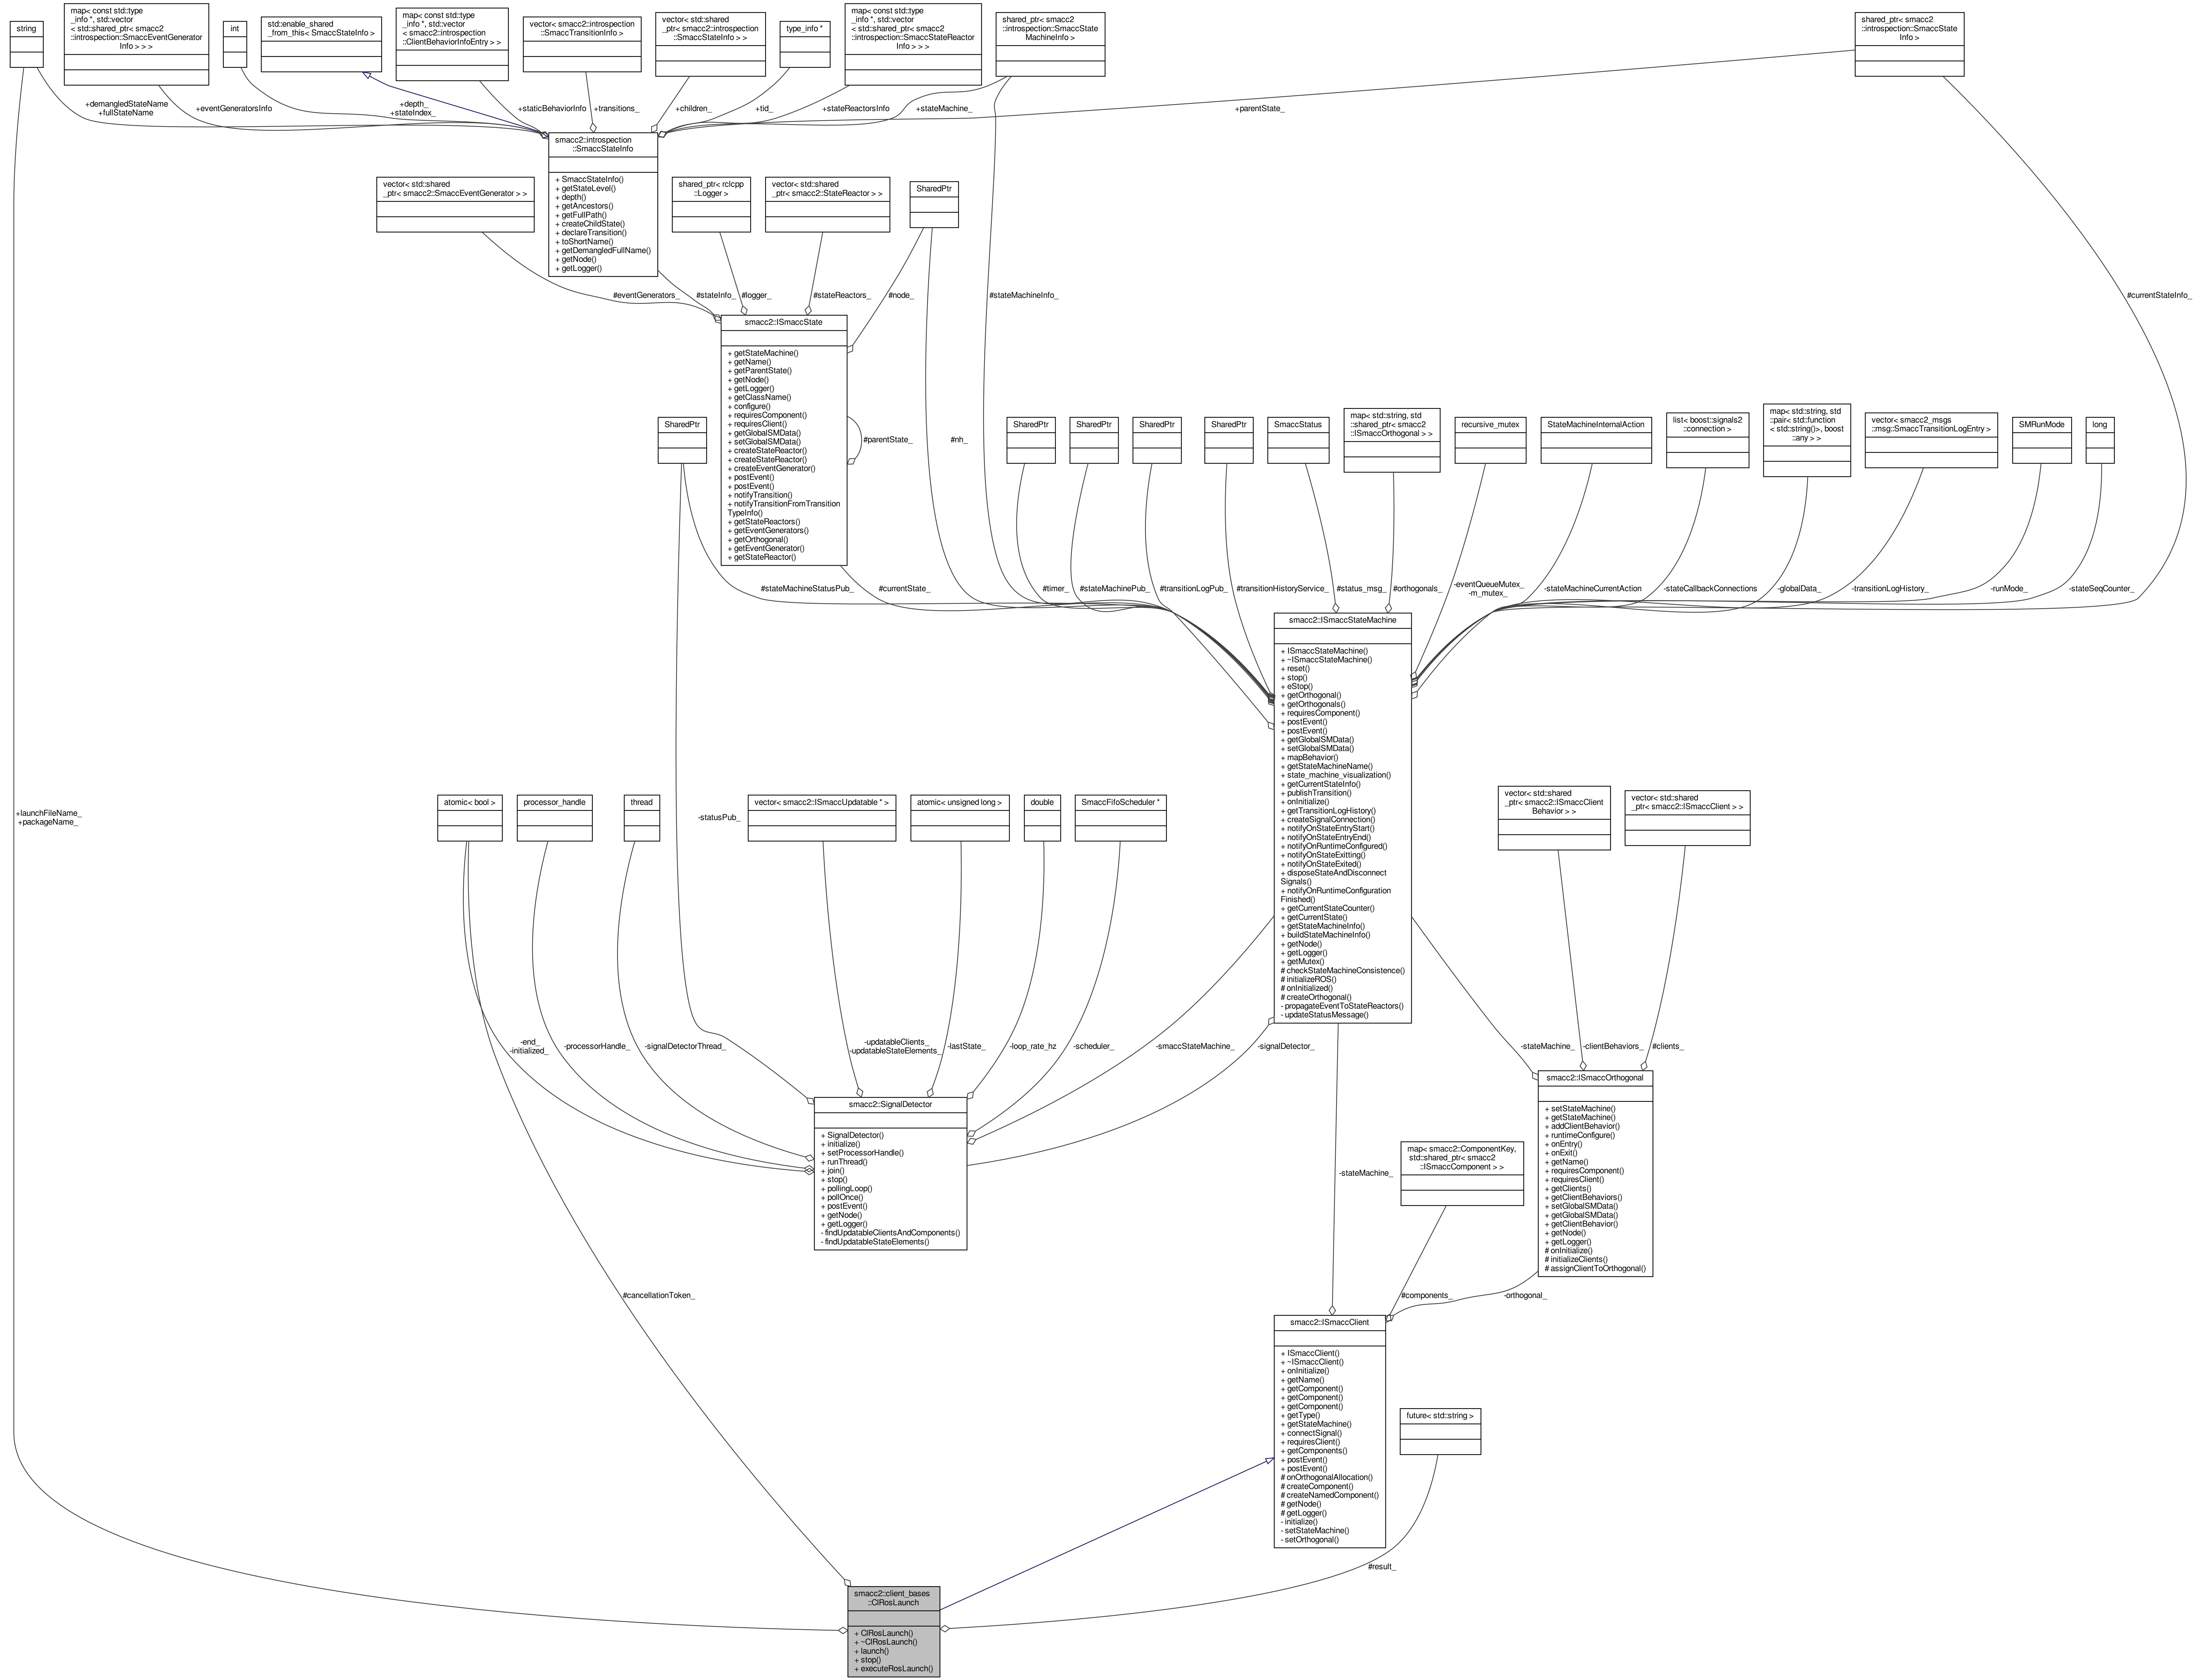 string
map< const std::type
_info *, std::vector
< std::shared_ptr< smacc2
::introspection::SmaccEventGenerator
Info > > >
int
std::enable_shared
_from_this< SmaccStateInfo >
map< const std::type
_info *, std::vector
< smacc2::introspection
::ClientBehaviorInfoEntry > >
vector< smacc2::introspection
::SmaccTransitionInfo >
vector< std::shared
_ptr< smacc2::introspection
::SmaccStateInfo > >
type_info *
map< const std::type
_info *, std::vector
< std::shared_ptr< smacc2
::introspection::SmaccStateReactor
Info > > >
shared_ptr< smacc2
::introspection::SmaccState
MachineInfo >
shared_ptr< smacc2
::introspection::SmaccState
Info >
+demangledStateName
+fullStateName
+eventGeneratorsInfo
+depth_
+stateIndex_
+staticBehaviorInfo
+transitions_
+children_
+tid_
+stateReactorsInfo
+stateMachine_
+parentState_
smacc2::introspection
::SmaccStateInfo
+ SmaccStateInfo()
+ getStateLevel()
+ depth()
+ getAncestors()
+ getFullPath()
+ createChildState()
+ declareTransition()
+ toShortName()
+ getDemangledFullName()
+ getNode()
+ getLogger()
vector< std::shared
_ptr< smacc2::SmaccEventGenerator > >
shared_ptr< rclcpp
::Logger >
vector< std::shared
_ptr< smacc2::StateReactor > >
SharedPtr
#eventGenerators_
#stateInfo_
#logger_
#stateReactors_
#node_
#stateMachineInfo_
#currentStateInfo_
smacc2::ISmaccState
+ getStateMachine()
+ getName()
+ getParentState()
+ getNode()
+ getLogger()
+ getClassName()
+ configure()
+ requiresComponent()
+ requiresClient()
+ getGlobalSMData()
+ setGlobalSMData()
+ createStateReactor()
+ createStateReactor()
+ createEventGenerator()
+ postEvent()
+ postEvent()
+ notifyTransition()
+ notifyTransitionFromTransition
TypeInfo()
+ getStateReactors()
+ getEventGenerators()
+ getOrthogonal()
+ getEventGenerator()
+ getStateReactor()
#parentState_
#nh_
SharedPtr
SharedPtr
SharedPtr
SharedPtr
SharedPtr
SmaccStatus
map< std::string, std
::shared_ptr< smacc2
::ISmaccOrthogonal > >
recursive_mutex
StateMachineInternalAction
list< boost::signals2
::connection >
map< std::string, std
::pair< std::function
< std::string()>, boost
::any > >
vector< smacc2_msgs
::msg::SmaccTransitionLogEntry >
SMRunMode
long
#stateMachineStatusPub_
#currentState_
#timer_
#stateMachinePub_
#transitionLogPub_
#transitionHistoryService_
#status_msg_
#orthogonals_
-eventQueueMutex_
-m_mutex_
-stateMachineCurrentAction
-stateCallbackConnections
-globalData_
-transitionLogHistory_
-runMode_
-stateSeqCounter_
smacc2::ISmaccStateMachine
+ ISmaccStateMachine()
+ ~ISmaccStateMachine()
+ reset()
+ stop()
+ eStop()
+ getOrthogonal()
+ getOrthogonals()
+ requiresComponent()
+ postEvent()
+ postEvent()
+ getGlobalSMData()
+ setGlobalSMData()
+ mapBehavior()
+ getStateMachineName()
+ state_machine_visualization()
+ getCurrentStateInfo()
+ publishTransition()
+ onInitialize()
+ getTransitionLogHistory()
+ createSignalConnection()
+ notifyOnStateEntryStart()
+ notifyOnStateEntryEnd()
+ notifyOnRuntimeConfigured()
+ notifyOnStateExitting()
+ notifyOnStateExited()
+ disposeStateAndDisconnect
Signals()
+ notifyOnRuntimeConfiguration
Finished()
+ getCurrentStateCounter()
+ getCurrentState()
+ getStateMachineInfo()
+ buildStateMachineInfo()
+ getNode()
+ getLogger()
+ getMutex()
# checkStateMachineConsistence()
# initializeROS()
# onInitialized()
# createOrthogonal()
- propagateEventToStateReactors()
- updateStatusMessage()
+launchFileName_
+packageName_
atomic< bool >
processor_handle
thread
-statusPub_
vector< smacc2::ISmaccUpdatable * >
atomic< unsigned long >
double
SmaccFifoScheduler *
vector< std::shared
_ptr< smacc2::ISmaccClient
Behavior > >
vector< std::shared
_ptr< smacc2::ISmaccClient > >
-end_
-initialized_
-processorHandle_
-signalDetectorThread_
-updatableClients_
-updatableStateElements_
-lastState_
-loop_rate_hz
-scheduler_
-smaccStateMachine_
-signalDetector_
-stateMachine_
-clientBehaviors_
#clients_
smacc2::SignalDetector
+ SignalDetector()
+ initialize()
+ setProcessorHandle()
+ runThread()
+ join()
+ stop()
+ pollingLoop()
+ pollOnce()
+ postEvent()
+ getNode()
+ getLogger()
- findUpdatableClientsAndComponents()
- findUpdatableStateElements()
smacc2::ISmaccOrthogonal
+ setStateMachine()
+ getStateMachine()
+ addClientBehavior()
+ runtimeConfigure()
+ onEntry()
+ onExit()
+ getName()
+ requiresComponent()
+ requiresClient()
+ getClients()
+ getClientBehaviors()
+ setGlobalSMData()
+ getGlobalSMData()
+ getClientBehavior()
+ getNode()
+ getLogger()
# onInitialize()
# initializeClients()
# assignClientToOrthogonal()
-stateMachine_
map< smacc2::ComponentKey,
std::shared_ptr< smacc2
::ISmaccComponent > >
#cancellationToken_
#components_
-orthogonal_
smacc2::ISmaccClient
+ ISmaccClient()
+ ~ISmaccClient()
+ onInitialize()
+ getName()
+ getComponent()
+ getComponent()
+ getComponent()
+ getType()
+ getStateMachine()
+ connectSignal()
+ requiresClient()
+ getComponents()
+ postEvent()
+ postEvent()
# onOrthogonalAllocation()
# createComponent()
# createNamedComponent()
# getNode()
# getLogger()
- initialize()
- setStateMachine()
- setOrthogonal()
future< std::string >
#result_
smacc2::client_bases
::ClRosLaunch
+ ClRosLaunch()
+ ~ClRosLaunch()
+ launch()
+ stop()
+ executeRosLaunch()